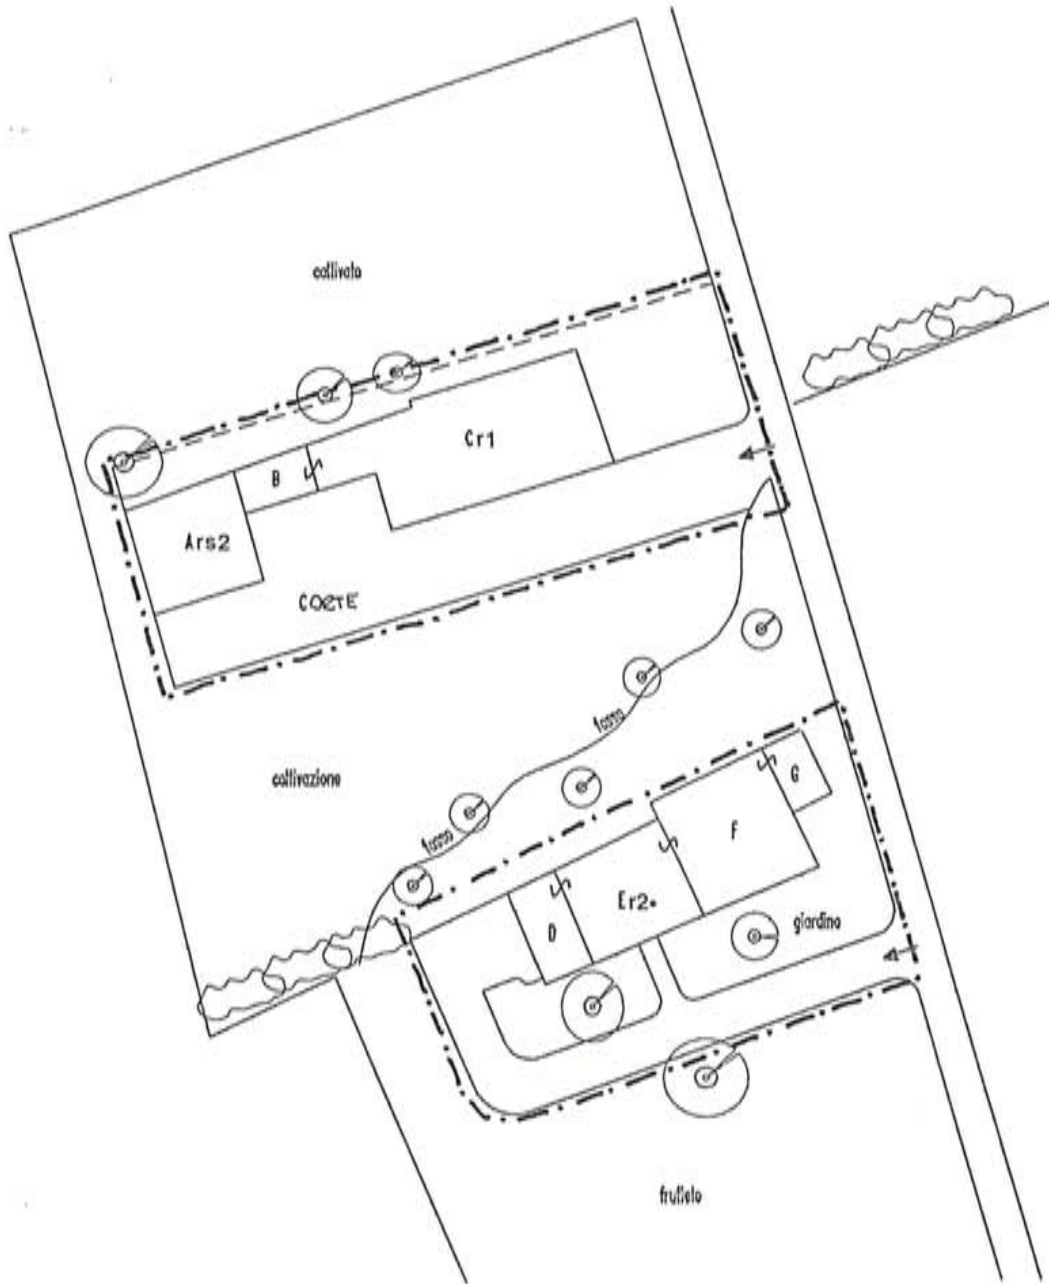 coltivato
Cr1
B
Ars2
CORTE
fosso
coltivazione
G
fosso
F
Er2.
giardino
D
frutteto